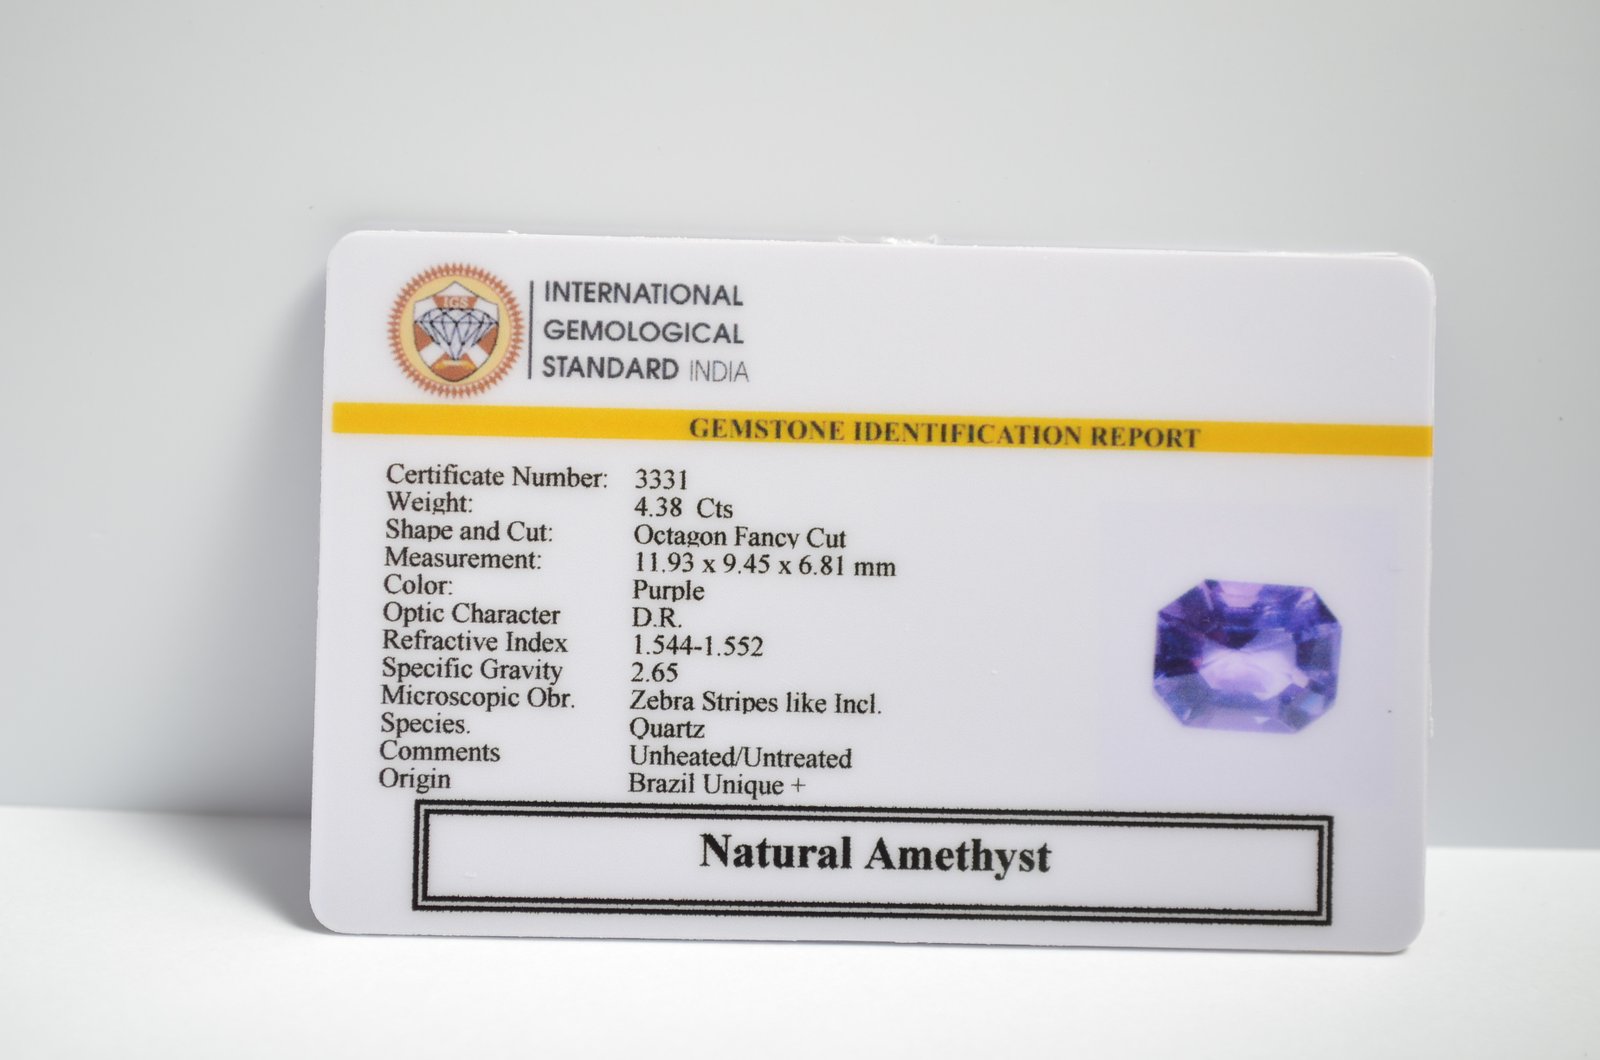 IGS
INTERNATIONAL
GEMOLOGICAL
STANDARD INDIA
GEMSTONE IDENTIFICATION REPORT
Certificate Number: 3331
Weight: 4.38 Cts
Shape and Cut: Octagon Fancy Cut
Measurement: 11.93 x 9.45 x 6.81 mm
Color: Purple
Optic Character D.R.
Refractive Index 1.544-1.552
Specific Gravity 2.65
Microscopic Obr. Zebra Stripes like Incl.
Species. Quartz
Comments Unheated/Untreated
Origin Brazil Unique +
Natural Amethyst